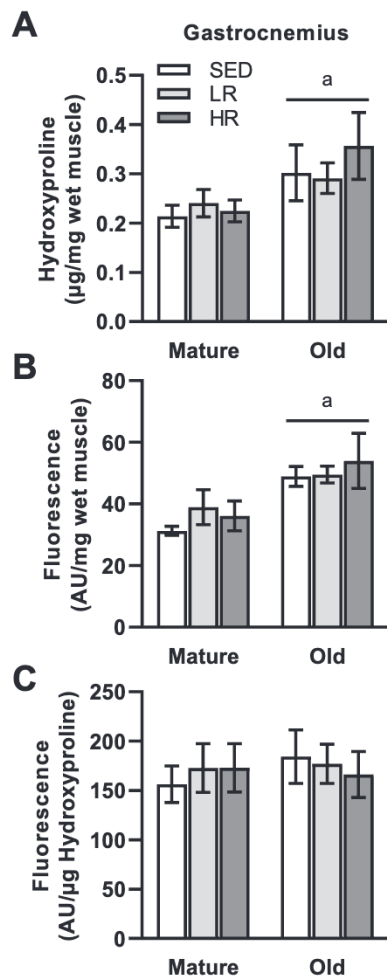 A
Gastrocnemius
Hydroxyproline
(µg/mg wet muscle)
0.5
0.4
0.3
0.2
0.1
0.0
SED
LR
HR
a
Mature
Old
B
Fluorescence
(AU/mg wet muscle)
80
60
40
20
0
a
Mature
Old
C
Fluorescence
(AU/µg Hydroxyproline)
250
200
150
100
50
0
Mature
Old